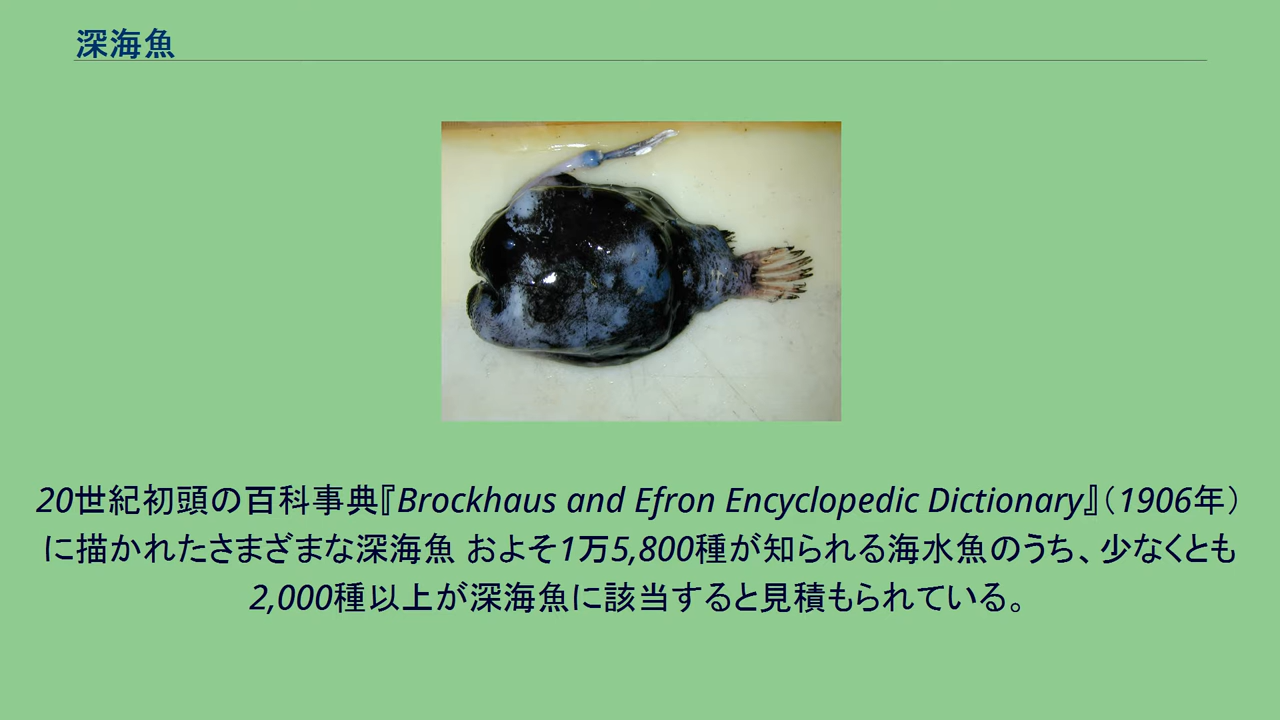 深海魚
20世紀初頭の百科事典『Brockhaus and Efron Encyclopedic Dictionary』（1906年）
に描かれたさまざまな深海魚 およそ1万5,800種が知られる海水魚のうち、少なくとも
2,000種以上が深海魚に該当すると見積もられている。